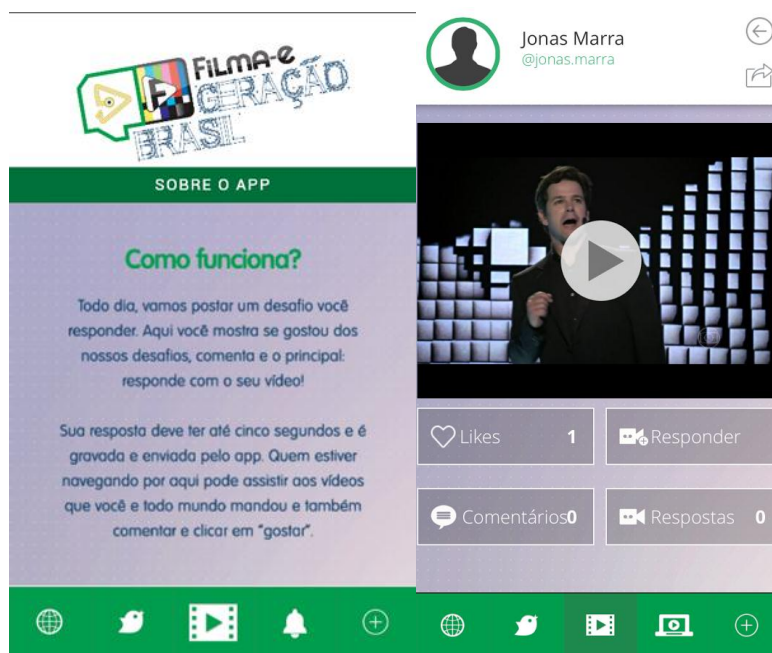 FILMA-E
GERAÇÃO
BRASIL
SOBRE O APP
Como funciona?
Todo dia, vamos postar um desafio você
responder. Aqui você mostra se gostou dos
nossos desafios, comenta e o principal:
responde com o seu vídeo!
Sua resposta deve ter até cinco segundos e é
gravada e enviada pelo app. Quem estiver
navegando por aqui pode assistir aos vídeos
que você e todo mundo mandou e também
comentar e clicar em "gostar".
Jonas Marra
@jonas.marra
Likes 1
Responder
Comentários 0
Respostas 0